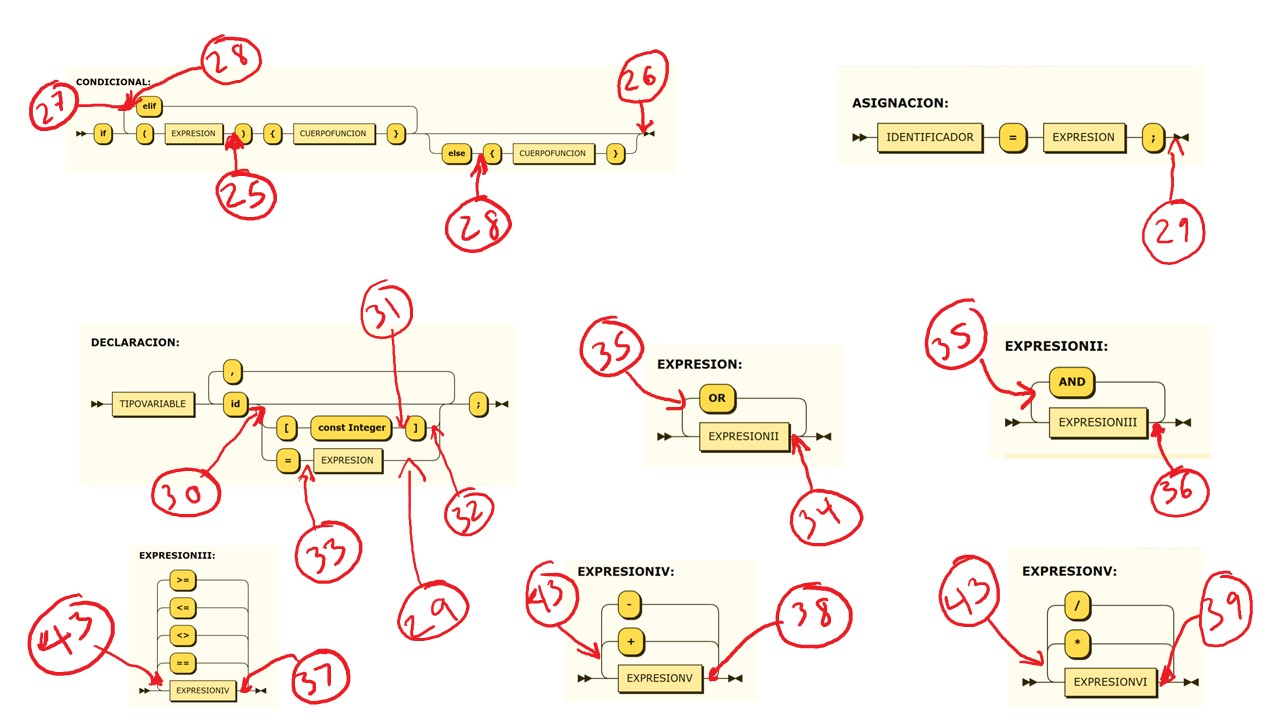 28
26
27
CONDICIONAL:
elif
if ( EXPRESION ) { CUERPOFUNCION }
else { CUERPOFUNCION }
25
28
ASIGNACION:
IDENTIFICADOR = EXPRESION ;
29
31
DECLARACION:
,
TIPOVARIABLE id ;
[ const Integer ]
= EXPRESION
30
33
29
32
35
EXPRESION:
OR
EXPRESIONII
34
35
EXPRESIONII:
AND
EXPRESIONIII
36
EXPRESIONIII:
>=
<=
<>
==
EXPRESIONIV
43
37
EXPRESIONIV:
43
-
+
EXPRESIONV
38
EXPRESIONV:
43
/
*
EXPRESIONVI
39